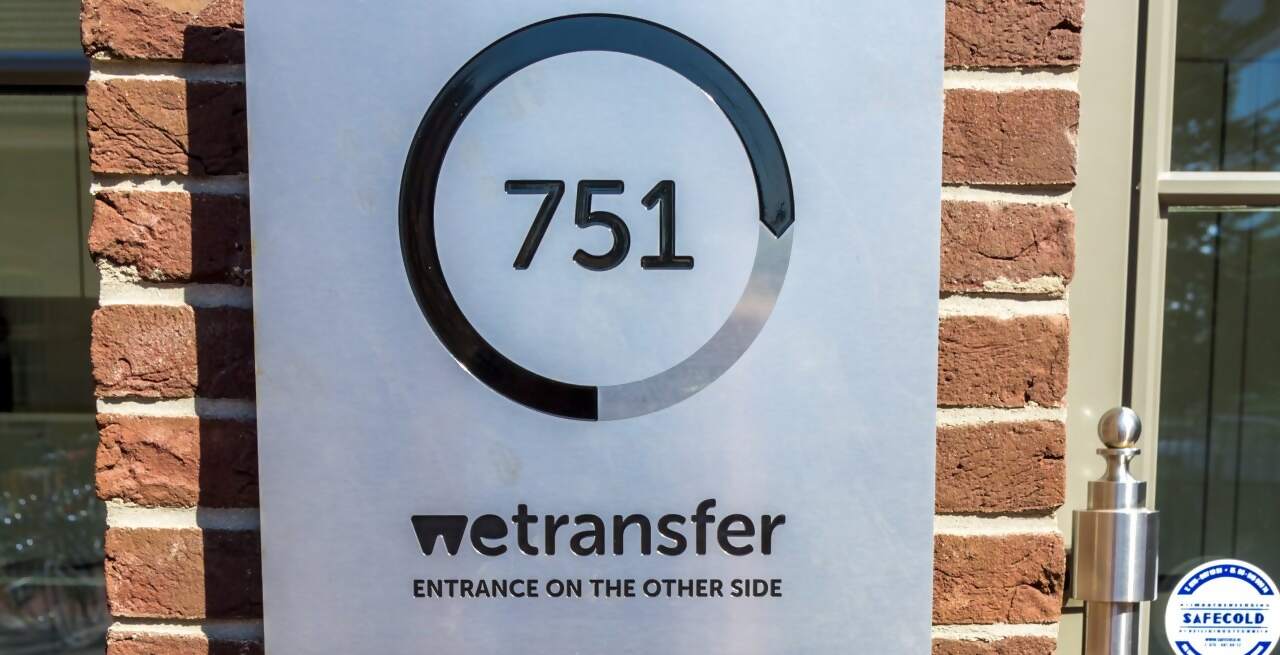 751
wetransfer
ENTRANCE ON THE OTHER SIDE
SAFECOLD